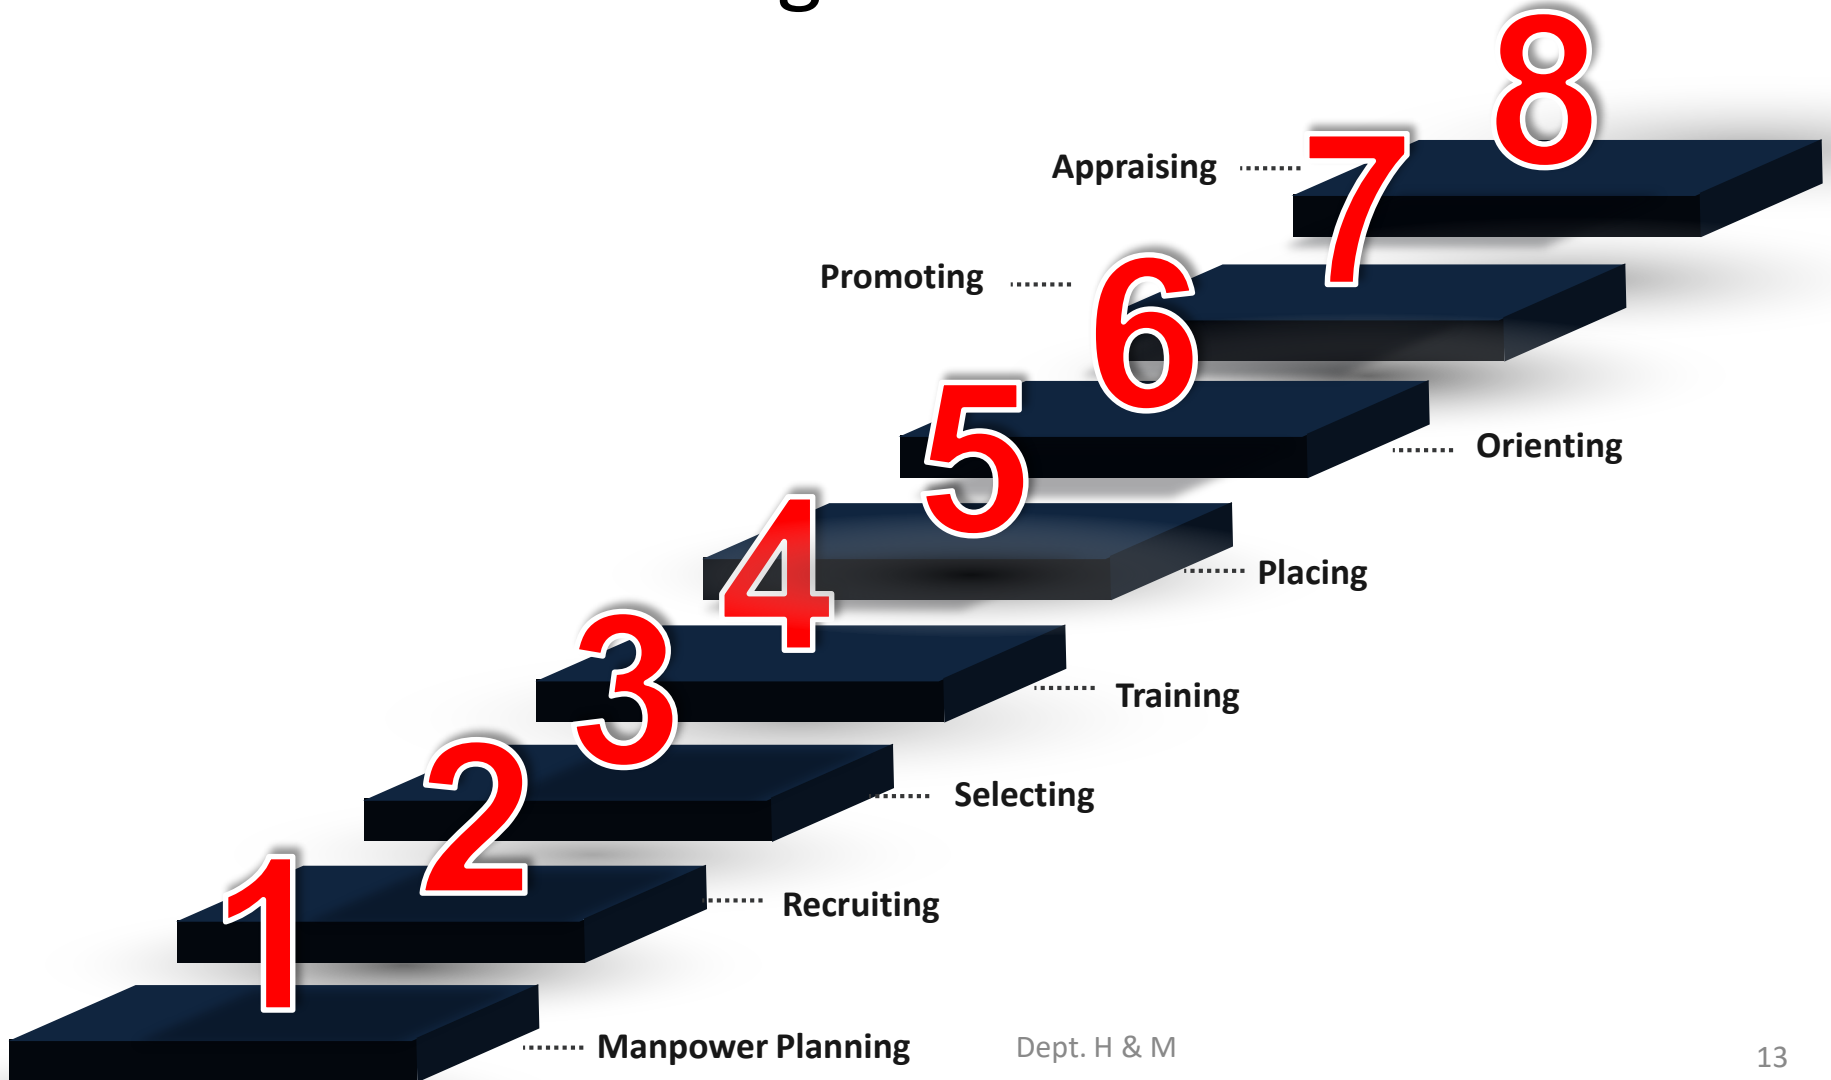 8
Appraising
7
Promoting
6
5
Orienting
4
Placing
3
Training
2
Selecting
1
Recruiting
Manpower Planning
Dept. H & M
13